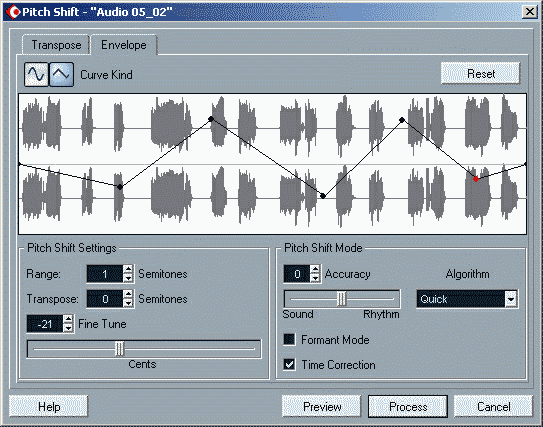 Pitch Shift - "Audio 05_02"
Transpose Envelope
Curve Kind Reset
Pitch Shift Settings
Range: 1 Semitones
Transpose: 0 Semitones
-21 Fine Tune
Cents
Pitch Shift Mode
0 Accuracy Algorithm
Quick
Sound Rhythm
Formant Mode
Time Correction
Help Preview Process Cancel